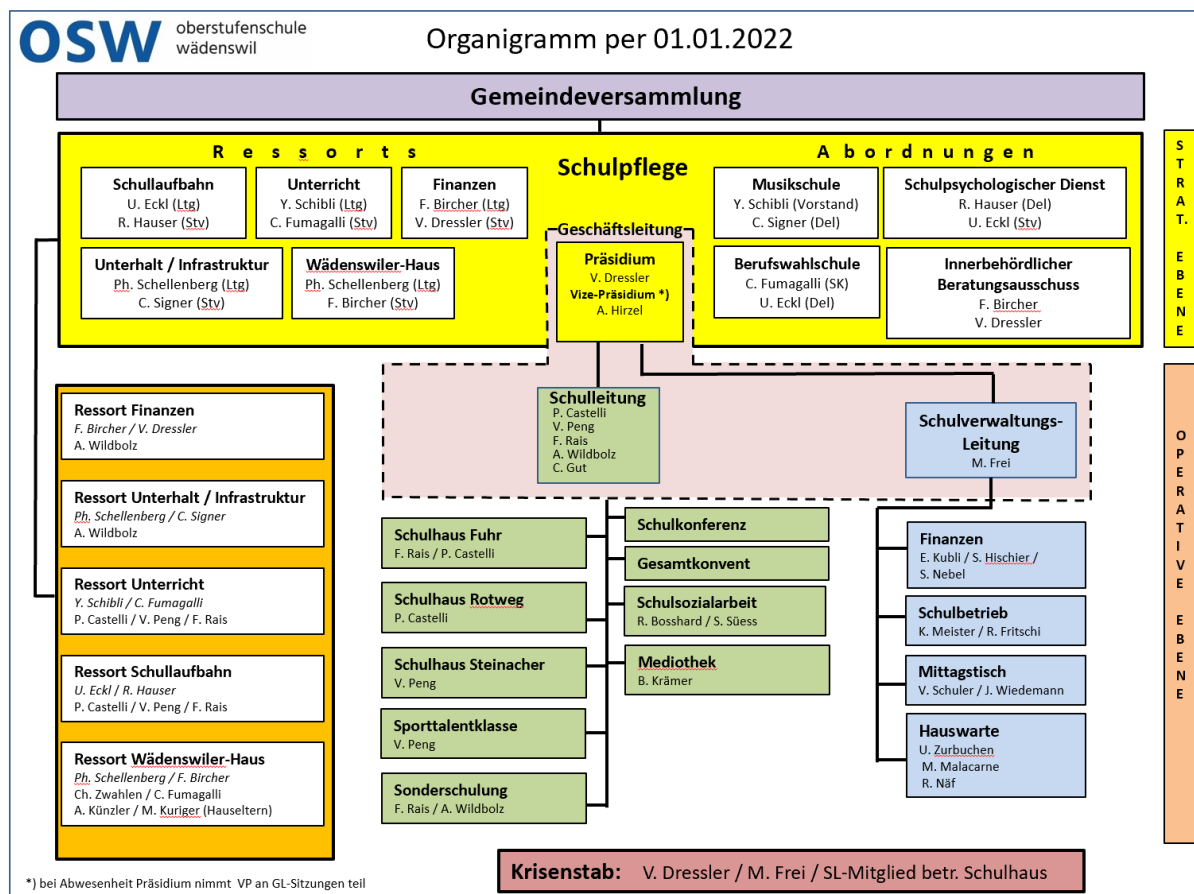 OSW oberstufenschule
wädenswil
Organigramm per 01.01.2022
Gemeindeversammlung
Ressorts
Schulpflege
Abordnungen
Schullaufbahn
U. Eckl (Ltg)
R. Hauser (Stv)
Unterricht
Y. Schibli (Ltg)
C. Fumagalli (Stv)
Finanzen
F. Bircher (Ltg)
V. Dressler (Stv)
Unterhalt / Infrastruktur
Ph. Schellenberg (Ltg)
C. Signer (Stv)
Wädenswiler-Haus
Ph. Schellenberg (Ltg)
F. Bircher (Stv)
Geschäftsleitung
Präsidium
V. Dressler
Vize-Präsidium *)
A. Hirzel
Musikschule
Y. Schibli (Vorstand)
C. Signer (Del)
Schulpsychologischer Dienst
R. Hauser (Del)
U. Eckl (Stv)
Berufswahlschule
C. Fumagalli (SK)
U. Eckl (Del)
Innerbehördlicher
Beratungsausschuss
F. Bircher
V. Dressler
STRAT. EBENE
Ressort Finanzen
F. Bircher / V. Dressler
A. Wildbolz
Ressort Unterhalt / Infrastruktur
Ph. Schellenberg / C. Signer
A. Wildbolz
Ressort Unterricht
Y. Schibli / C. Fumagalli
P. Castelli / V. Peng / F. Rais
Ressort Schullaufbahn
U. Eckl / R. Hauser
P. Castelli / V. Peng / F. Rais
Ressort Wädenswiler-Haus
Ph. Schellenberg / F. Bircher
Ch. Zwahlen / C. Fumagalli
A. Künzler / M. Kuriger (Hauseltern)
Schulleitung
P. Castelli
V. Peng
F. Rais
A. Wildbolz
C. Gut
Schulverwaltungs-
Leitung
M. Frei
Schulhaus Fuhr
F. Rais / P. Castelli
Schulhaus Rotweg
P. Castelli
Schulhaus Steinacher
V. Peng
Sporttalentklasse
V. Peng
Sonderschulung
F. Rais / A. Wildbolz
Schulkonferenz
Gesamtkonvent
Schulsozialarbeit
R. Bosshard / S. Süess
Mediothek
B. Krämer
Finanzen
E. Kubli / S. Hischier /
S. Nebel
Schulbetrieb
K. Meister / R. Fritschi
Mittagstisch
V. Schuler / J. Wiedemann
Hauswarte
U. Zurbuchen
M. Malacarne
R. Näf
OPERATIVE EBENE
Krisenstab: V. Dressler / M. Frei / SL-Mitglied betr. Schulhaus
*) bei Abwesenheit Präsidium nimmt VP an GL-Sitzungen teil